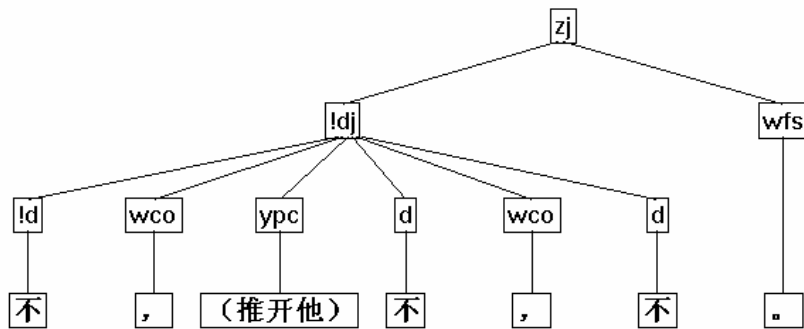 zj
!dj wfs
!d wco ypc d wco d
不 ， （推开他） 不 ， 不 。